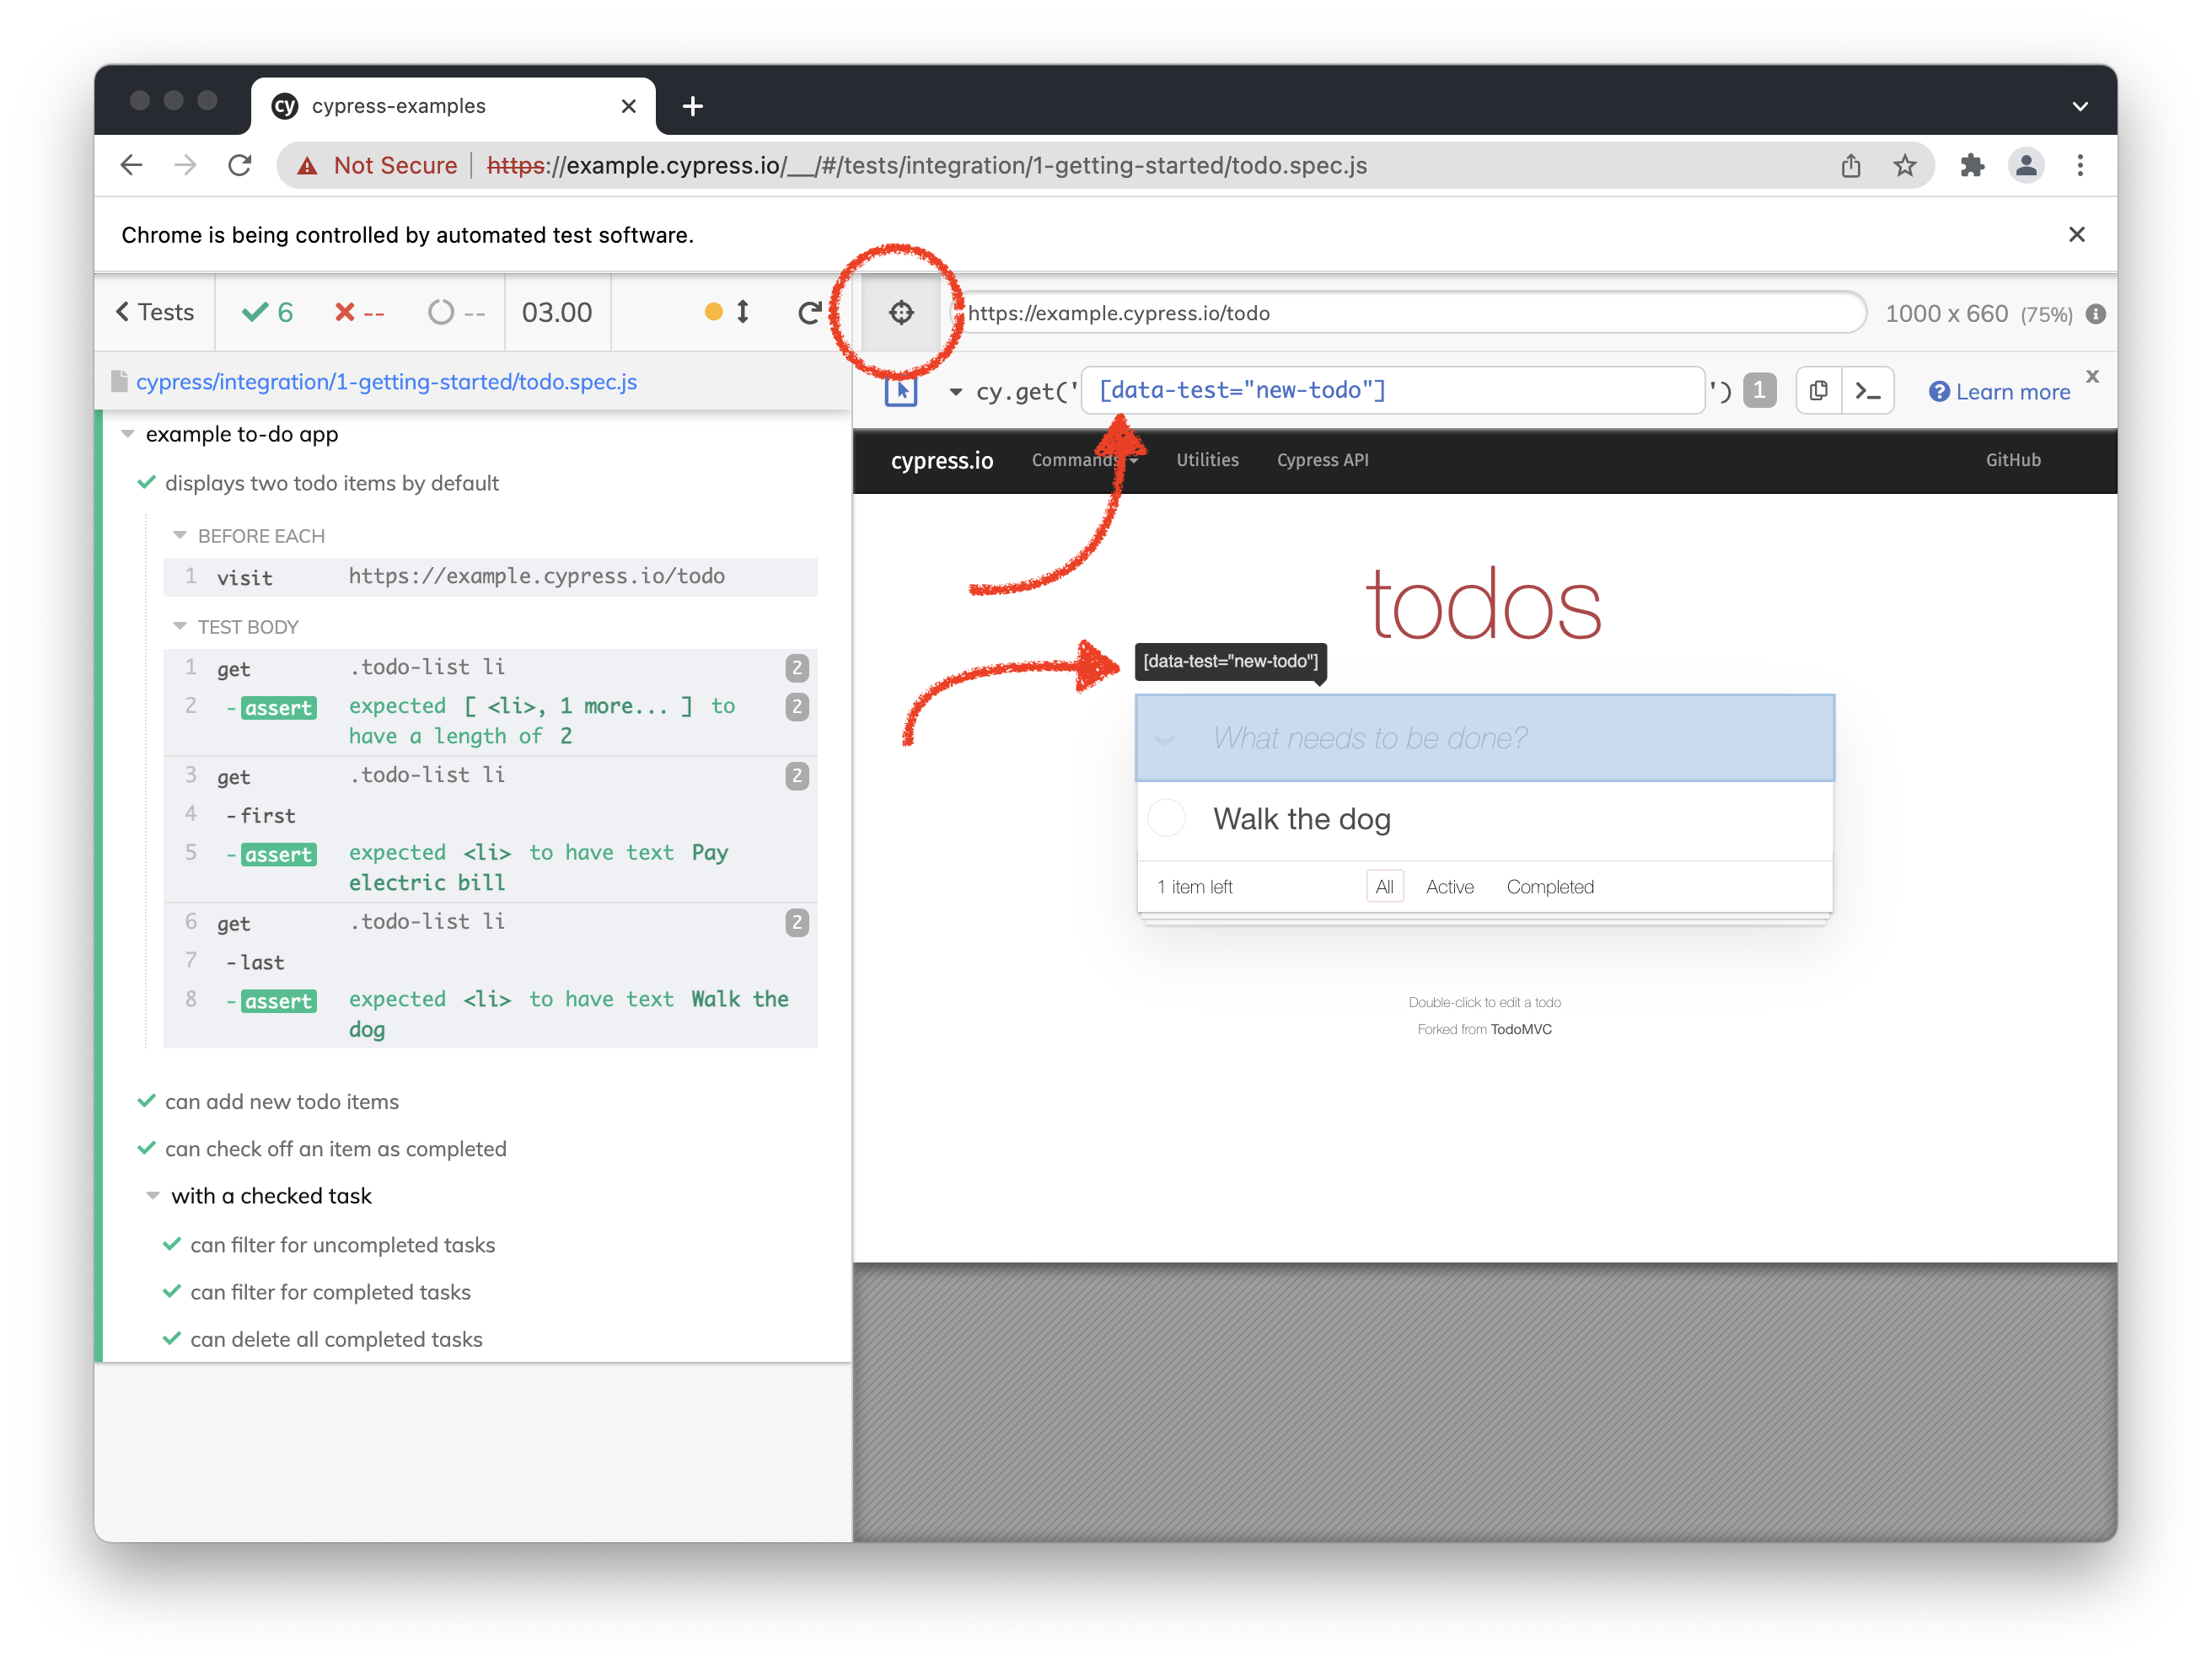 cy cypress-examples
Not Secure https://example.cypress.io/__/#/tests/integration/1-getting-started/todo.spec.js
Chrome is being controlled by automated test software.
Tests 6 -- -- 03.00
https://example.cypress.io/todo 1000 x 660 (75%)
cypress/integration/1-getting-started/todo.spec.js
cy.get('[data-test="new-todo"]') 1 Learn more x
example to-do app
displays two todo items by default
BEFORE EACH
1 visit https://example.cypress.io/todo
TEST BODY
1 get .todo-list li 2
2 -assert expected [ <li>, 1 more... ] to 2
have a length of 2
3 get .todo-list li 2
4 -first
5 -assert expected <li> to have text Pay
electric bill
6 get .todo-list li 2
7 -last
8 -assert expected <li> to have text Walk the
dog
can add new todo items
can check off an item as completed
with a checked task
can filter for uncompleted tasks
can filter for completed tasks
can delete all completed tasks
cypress.io Commands Utilities Cypress API GitHub
todos
[data-test="new-todo"]
What needs to be done?
Walk the dog
1 item left All Active Completed
Double-click to edit a todo
Forked from TodoMVC